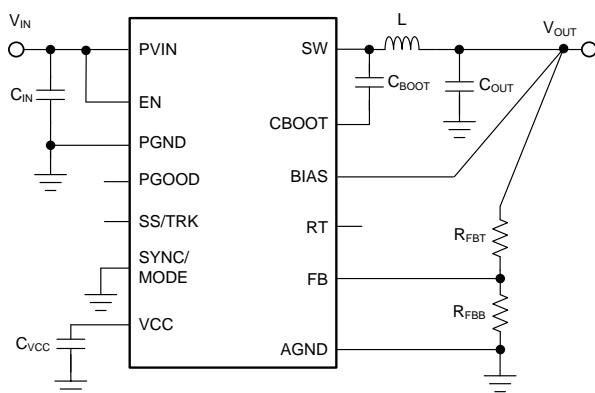 VIN
PVIN
SW
L
VOUT
CIN
EN
CBOOT
COUT
CBOOT
PGND
PGOOD
BIAS
SS/TRK
RT
RFBT
SYNC/
MODE
FB
CVCC
VCC
RFBB
AGND